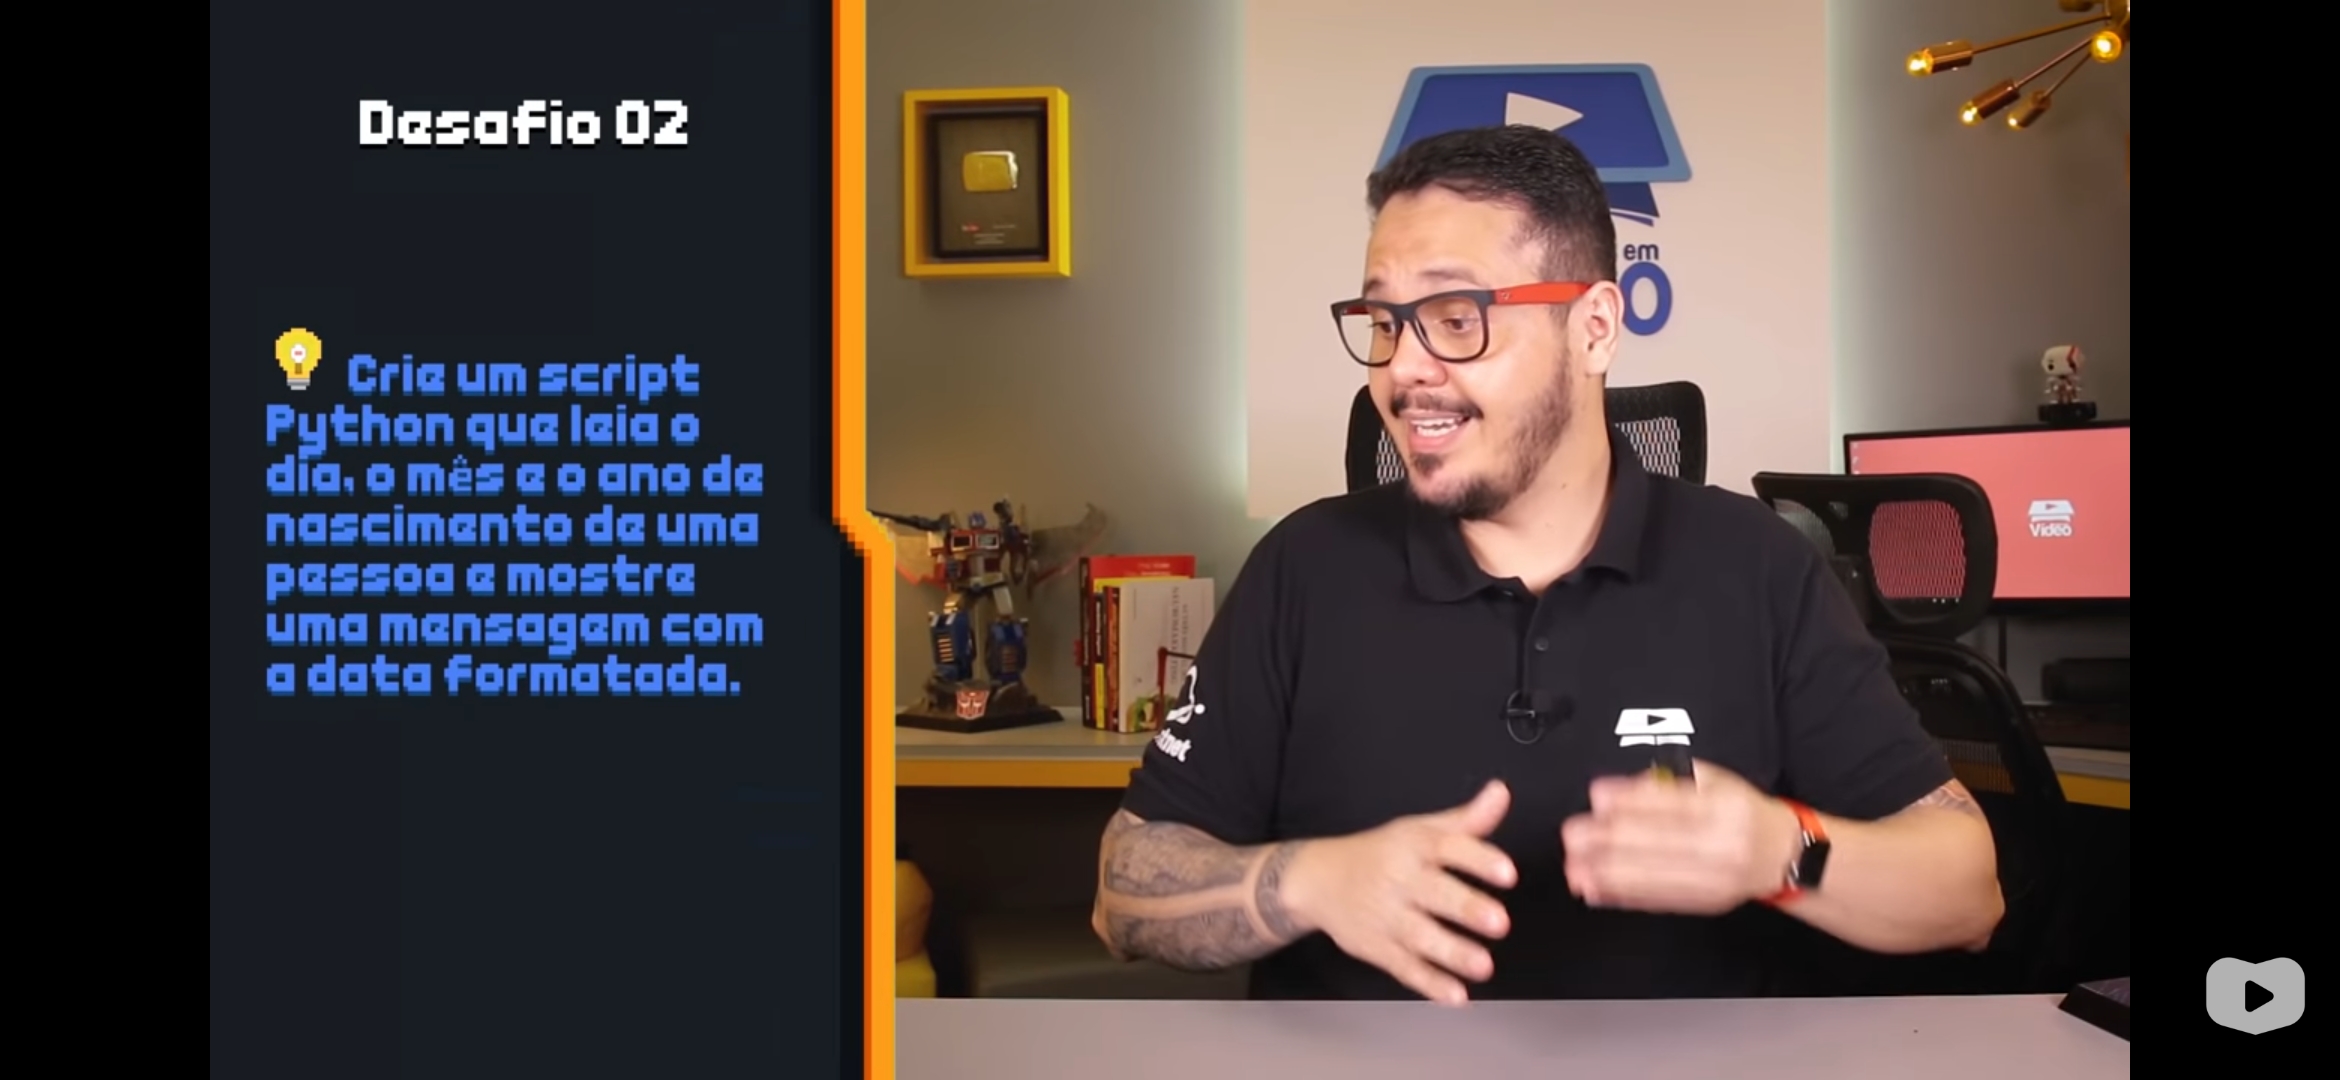 Desafio 02
Crie um script
Python que leia o
dia, o mês e o ano de
nascimento de uma
pessoa e mostre
uma mensagem com
a data formatada.
em
O
Vídeo